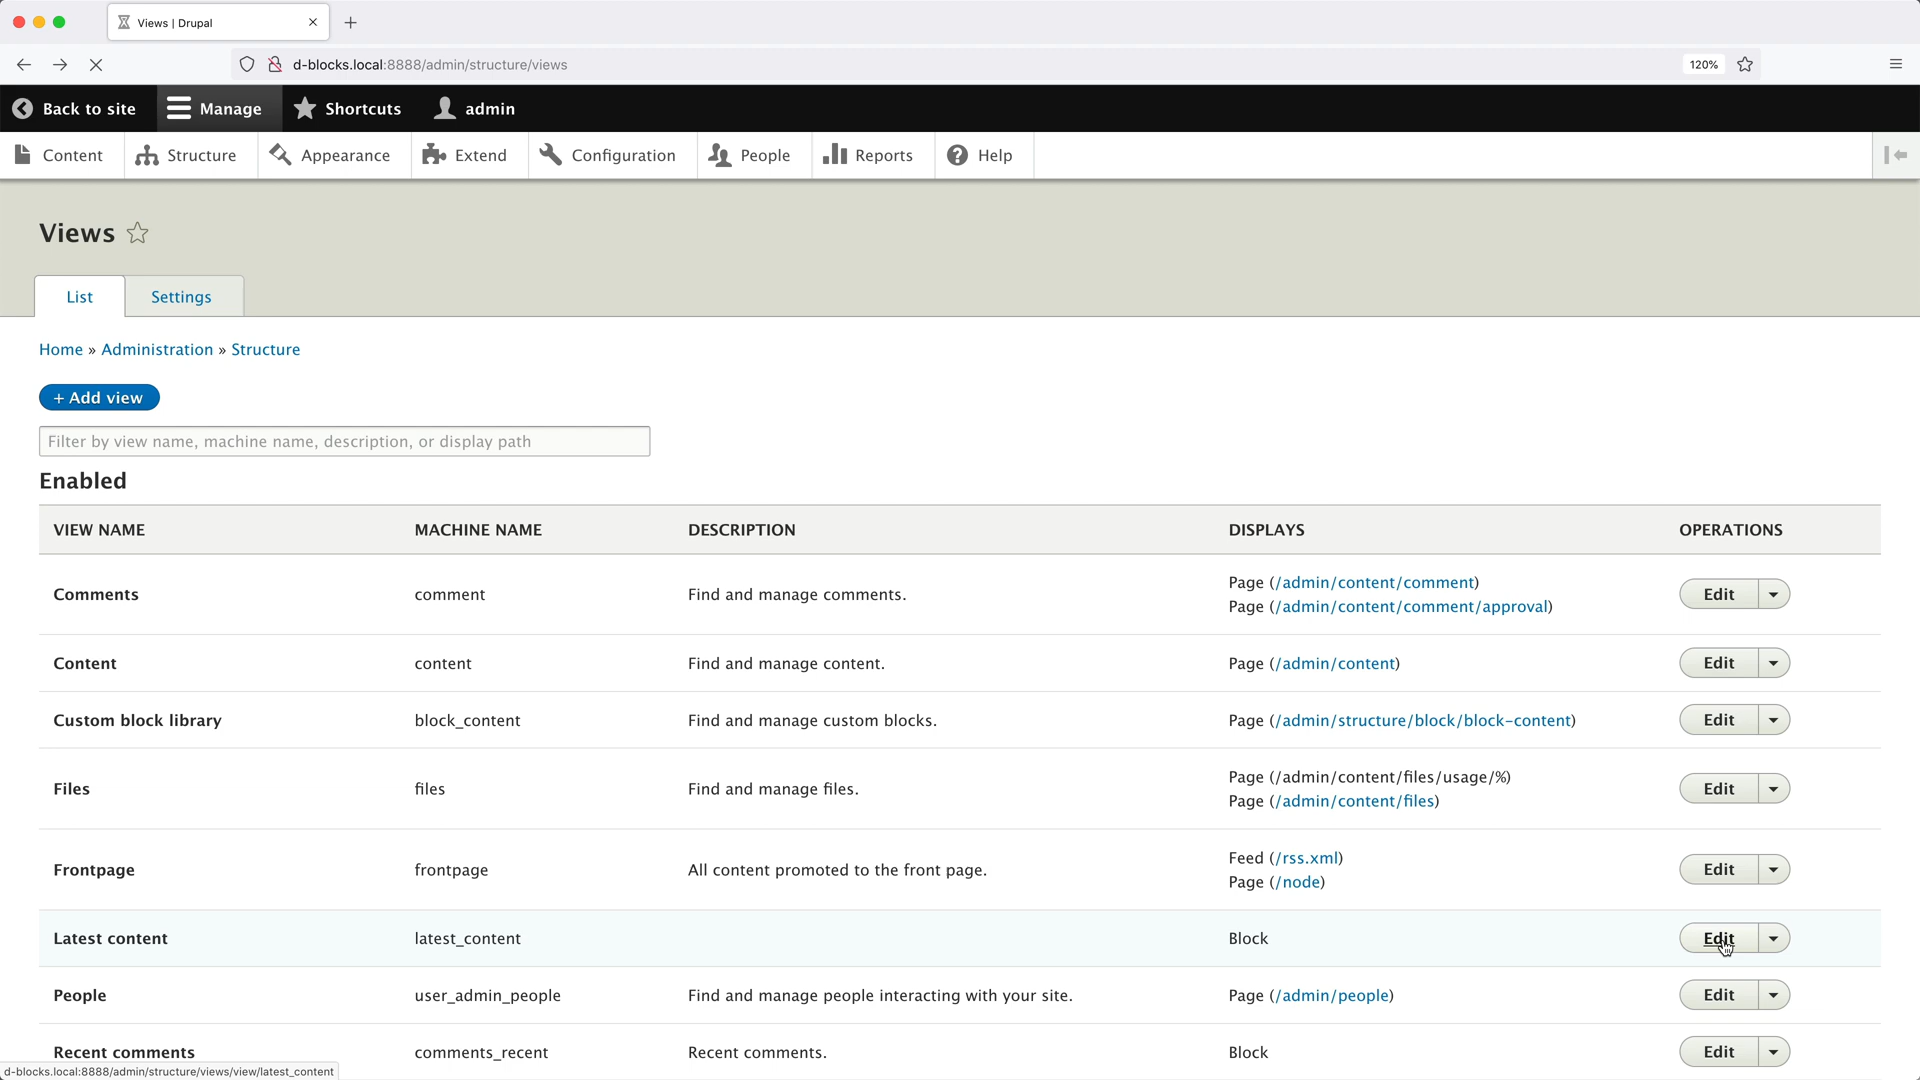 Views | Drupal
d-blocks.local:8888/admin/structure/views
120%
Back to site
Manage
Shortcuts
admin
Content
Structure
Appearance
Extend
Configuration
People
Reports
Help
Views
List
Settings
Home » Administration » Structure
+ Add view
Filter by view name, machine name, description, or display path
Enabled
VIEW NAME MACHINE NAME DESCRIPTION DISPLAYS OPERATIONS
Comments comment Find and manage comments. Page (/admin/content/comment) Edit
Page (/admin/content/comment/approval)
Content content Find and manage content. Page (/admin/content) Edit
Custom block library block_content Find and manage custom blocks. Page (/admin/structure/block/block-content) Edit
Files files Find and manage files. Page (/admin/content/files/usage/%) Edit
Page (/admin/content/files)
Frontpage frontpage All content promoted to the front page. Feed (/rss.xml) Edit
Page (/node)
Latest content latest_content Block Edit
People user_admin_people Find and manage people interacting with your site. Page (/admin/people) Edit
Recent comments comments_recent Recent comments. Block Edit
d-blocks.local:8888/admin/structure/views/view/latest_content